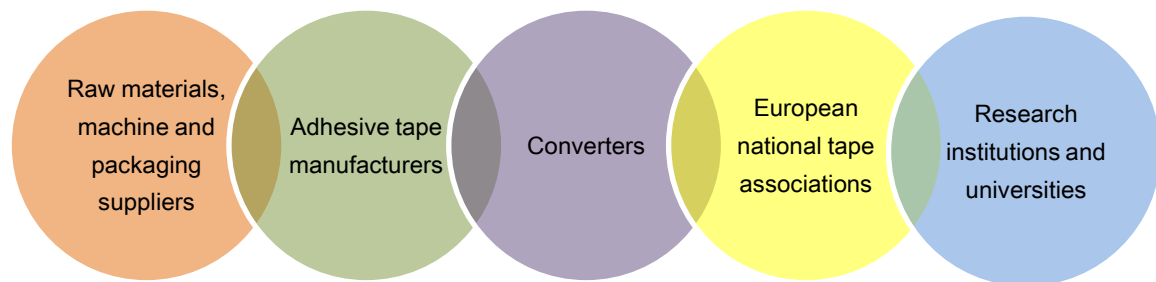 Raw materials,
machine and
packaging
suppliers
Adhesive tape
manufacturers
Converters
European
national tape
associations
Research
institutions and
universities